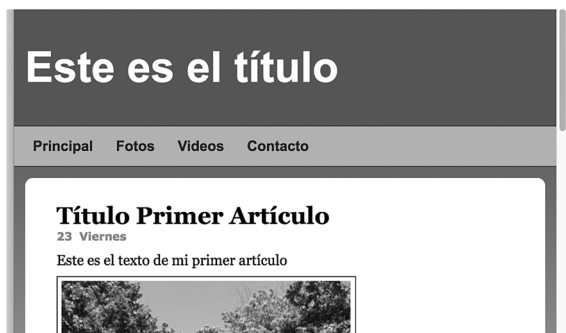 Este es el título
Principal Fotos Videos Contacto
Título Primer Artículo
23 Viernes
Este es el texto de mi primer artículo